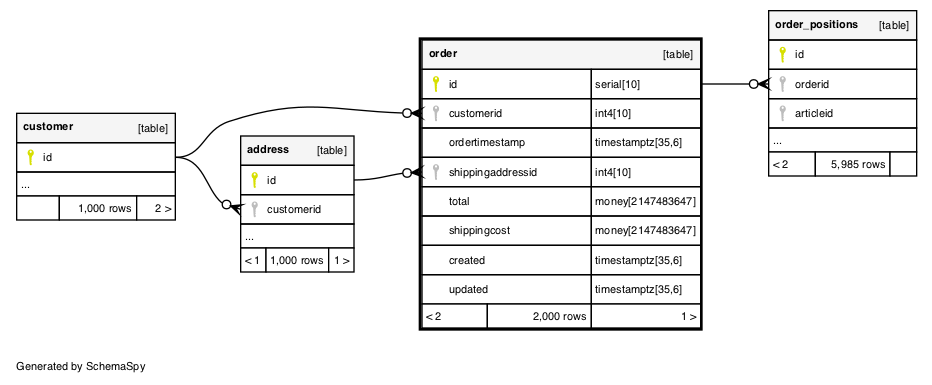 customer [table]
id
...
1,000 rows 2 >
address [table]
id
customerid
...
< 1 1,000 rows 1 >
order [table]
id serial[10]
customerid int4[10]
ordertimestamp timestamptz[35,6]
shippingaddressid int4[10]
total money[2147483647]
shippingcost money[2147483647]
created timestamptz[35,6]
updated timestamptz[35,6]
< 2 2,000 rows 1 >
order_positions [table]
id
orderid
articleid
...
< 2 5,985 rows
Generated by SchemaSpy